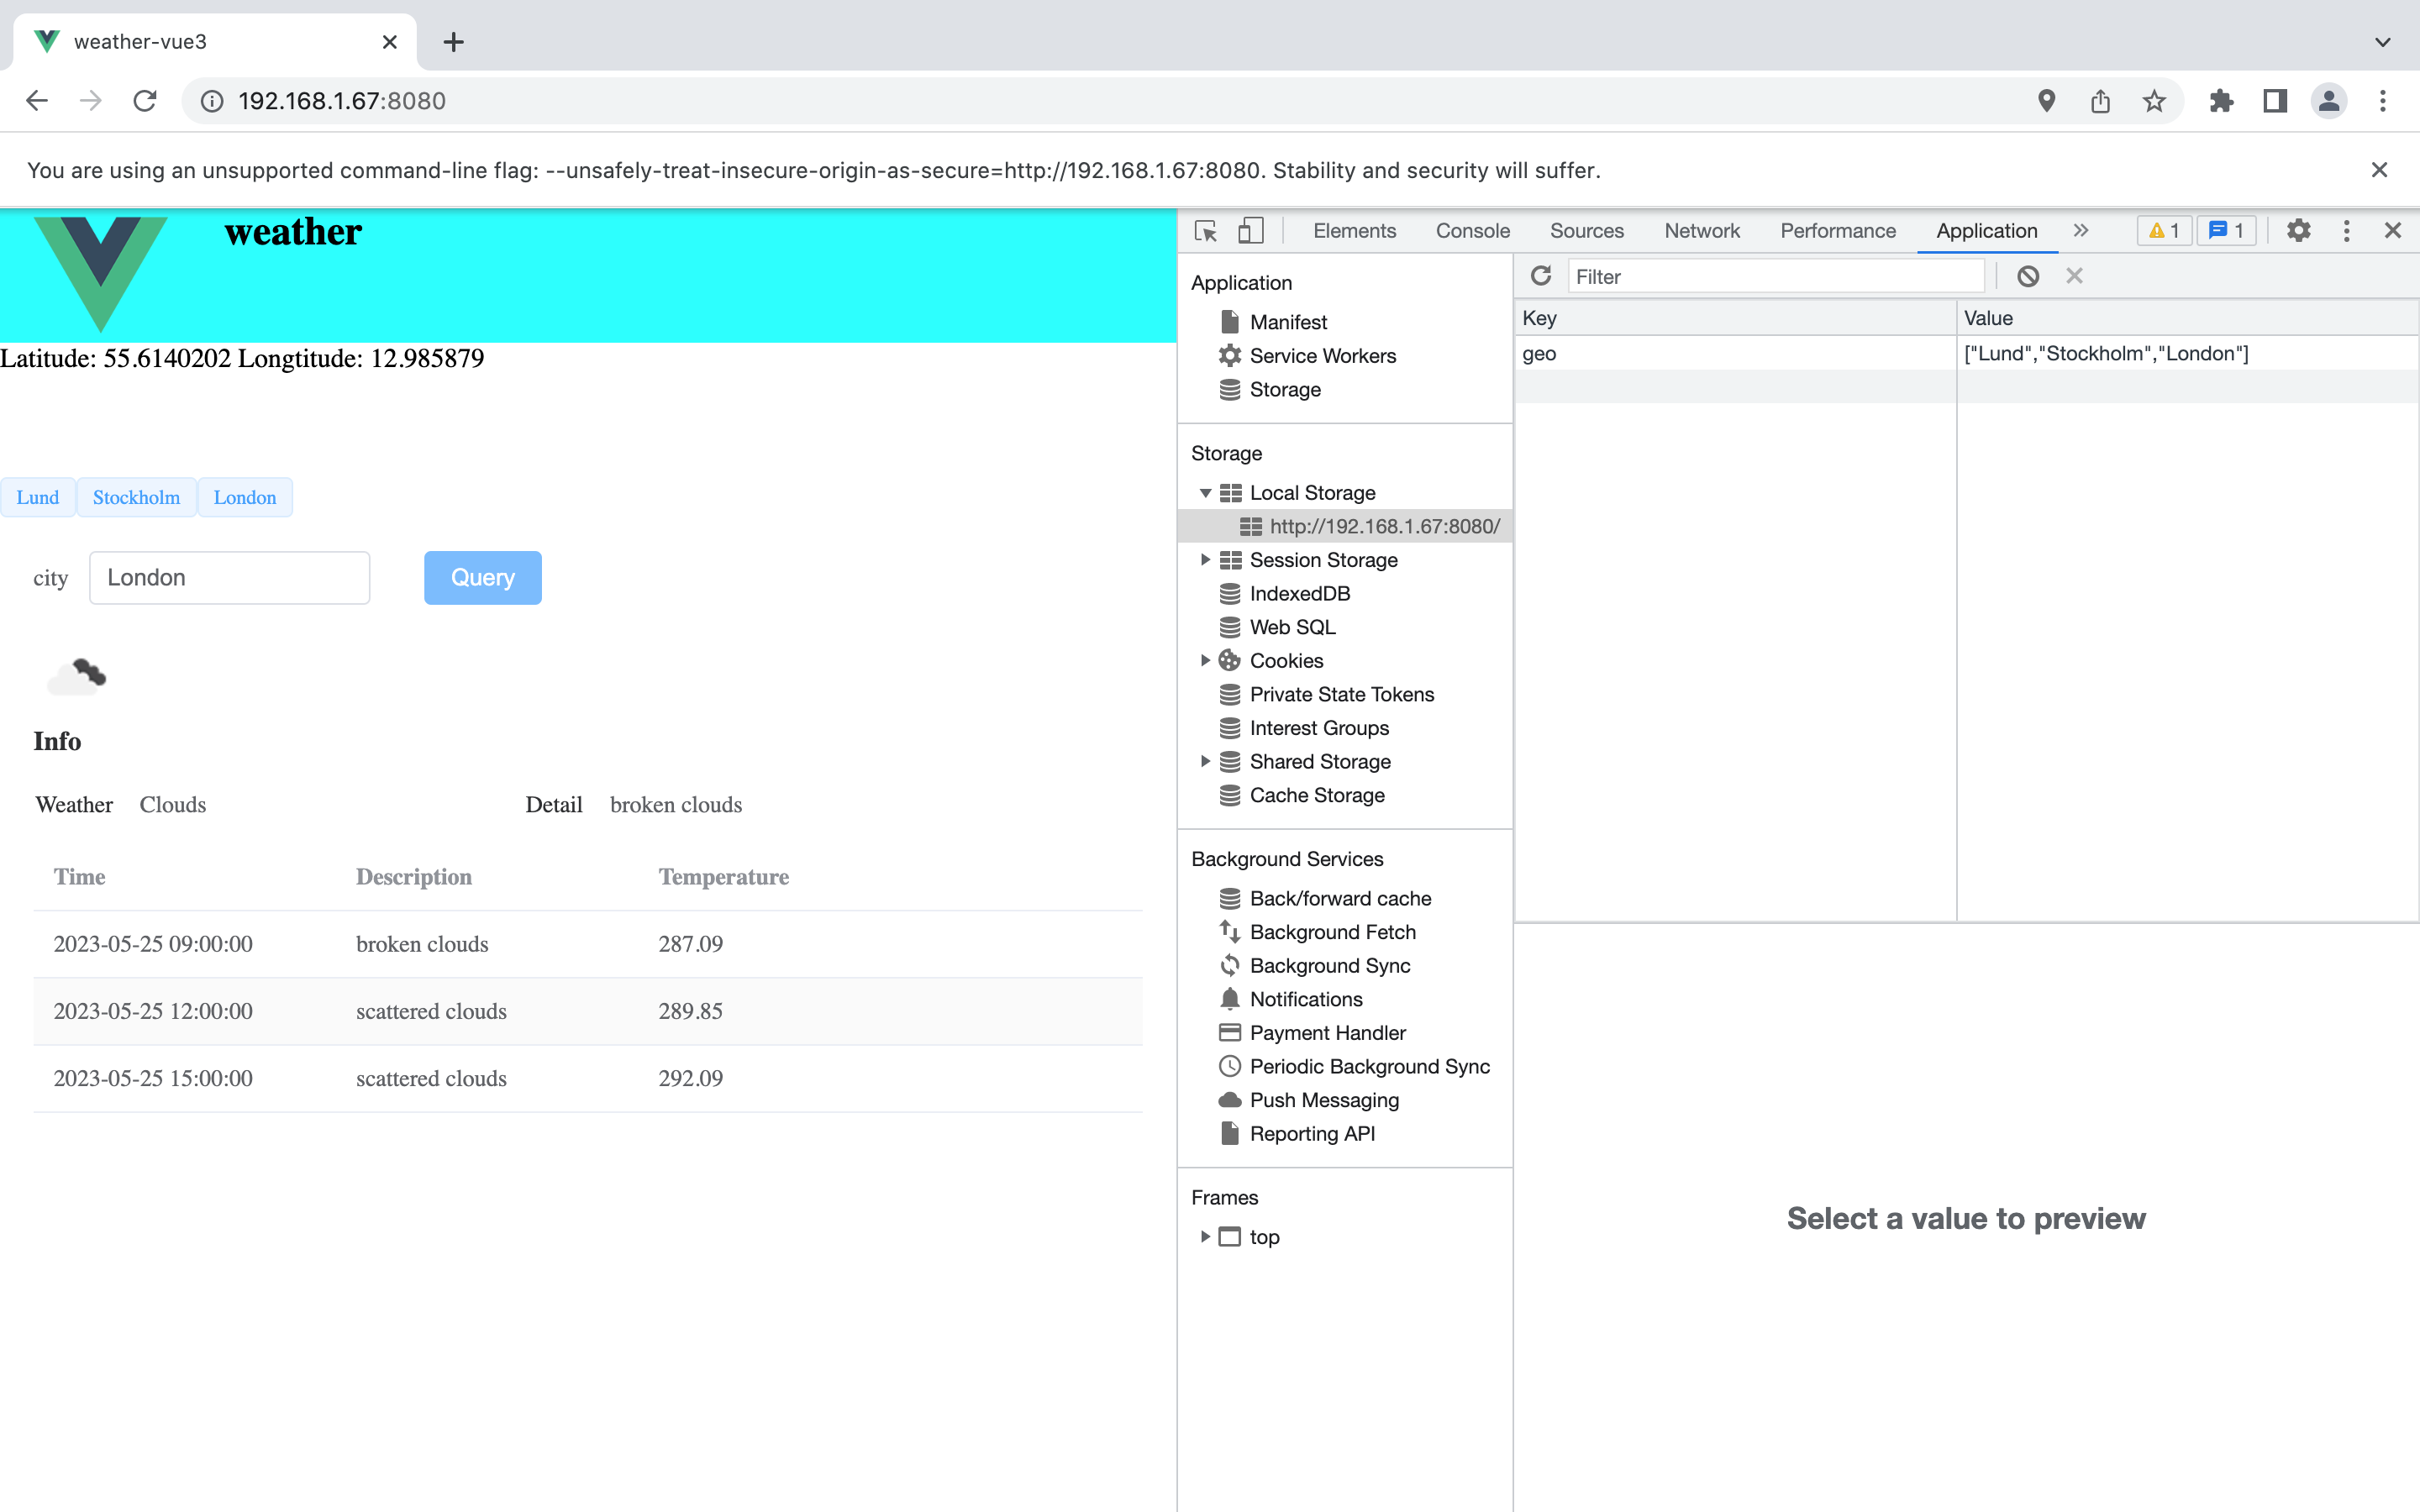 weather-vue3
192.168.1.67:8080
You are using an unsupported command-line flag: --unsafely-treat-insecure-origin-as-secure=http://192.168.1.67:8080. Stability and security will suffer.
weather
Latitude: 55.6140202 Longtitude: 12.985879
Lund Stockholm London
city London Query
Info
Weather Clouds Detail broken clouds
Time Description Temperature
2023-05-25 09:00:00 broken clouds 287.09
2023-05-25 12:00:00 scattered clouds 289.85
2023-05-25 15:00:00 scattered clouds 292.09
Elements Console Sources Network Performance Application 1 1
Application
Manifest
Service Workers
Storage
Storage
Local Storage
http://192.168.1.67:8080/
Session Storage
IndexedDB
Web SQL
Cookies
Private State Tokens
Interest Groups
Shared Storage
Cache Storage
Background Services
Back/forward cache
Background Fetch
Background Sync
Notifications
Payment Handler
Periodic Background Sync
Push Messaging
Reporting API
Frames
top
Filter
Key Value
geo ["Lund","Stockholm","London"]
Select a value to preview